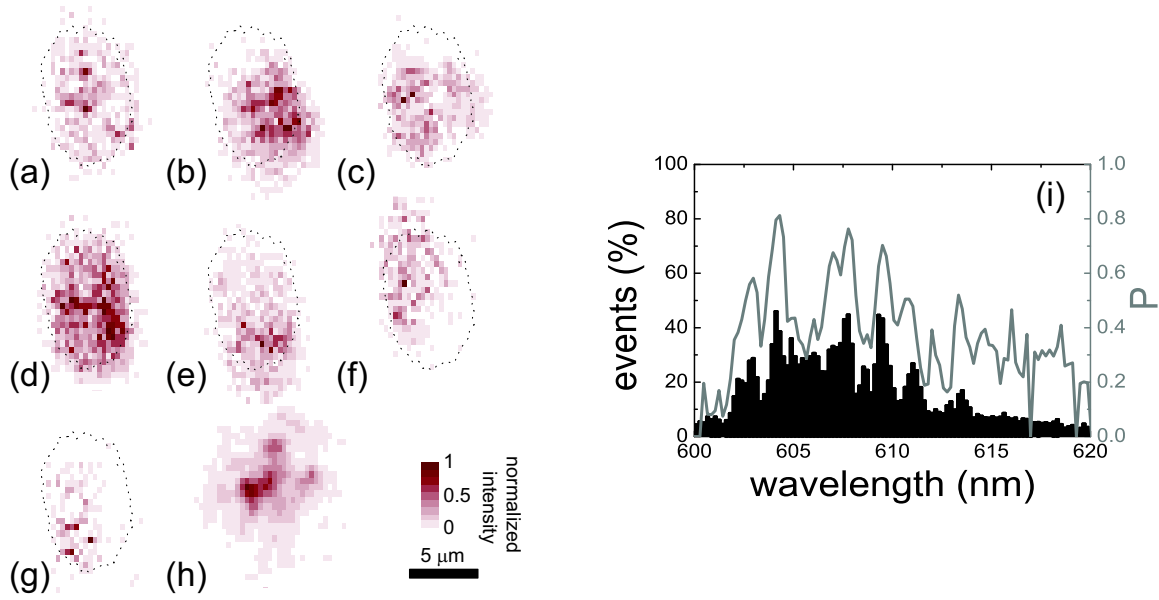 (a)
(b)
(c)
(d)
(e)
(f)
(g)
(h)
1
0.5
0
normalized
intensity
5 μm
(i)
100
80
60
40
20
0
events (%)
1.0
0.8
0.6
0.4
0.2
0.0
P
600 605 610 615 620
wavelength (nm)